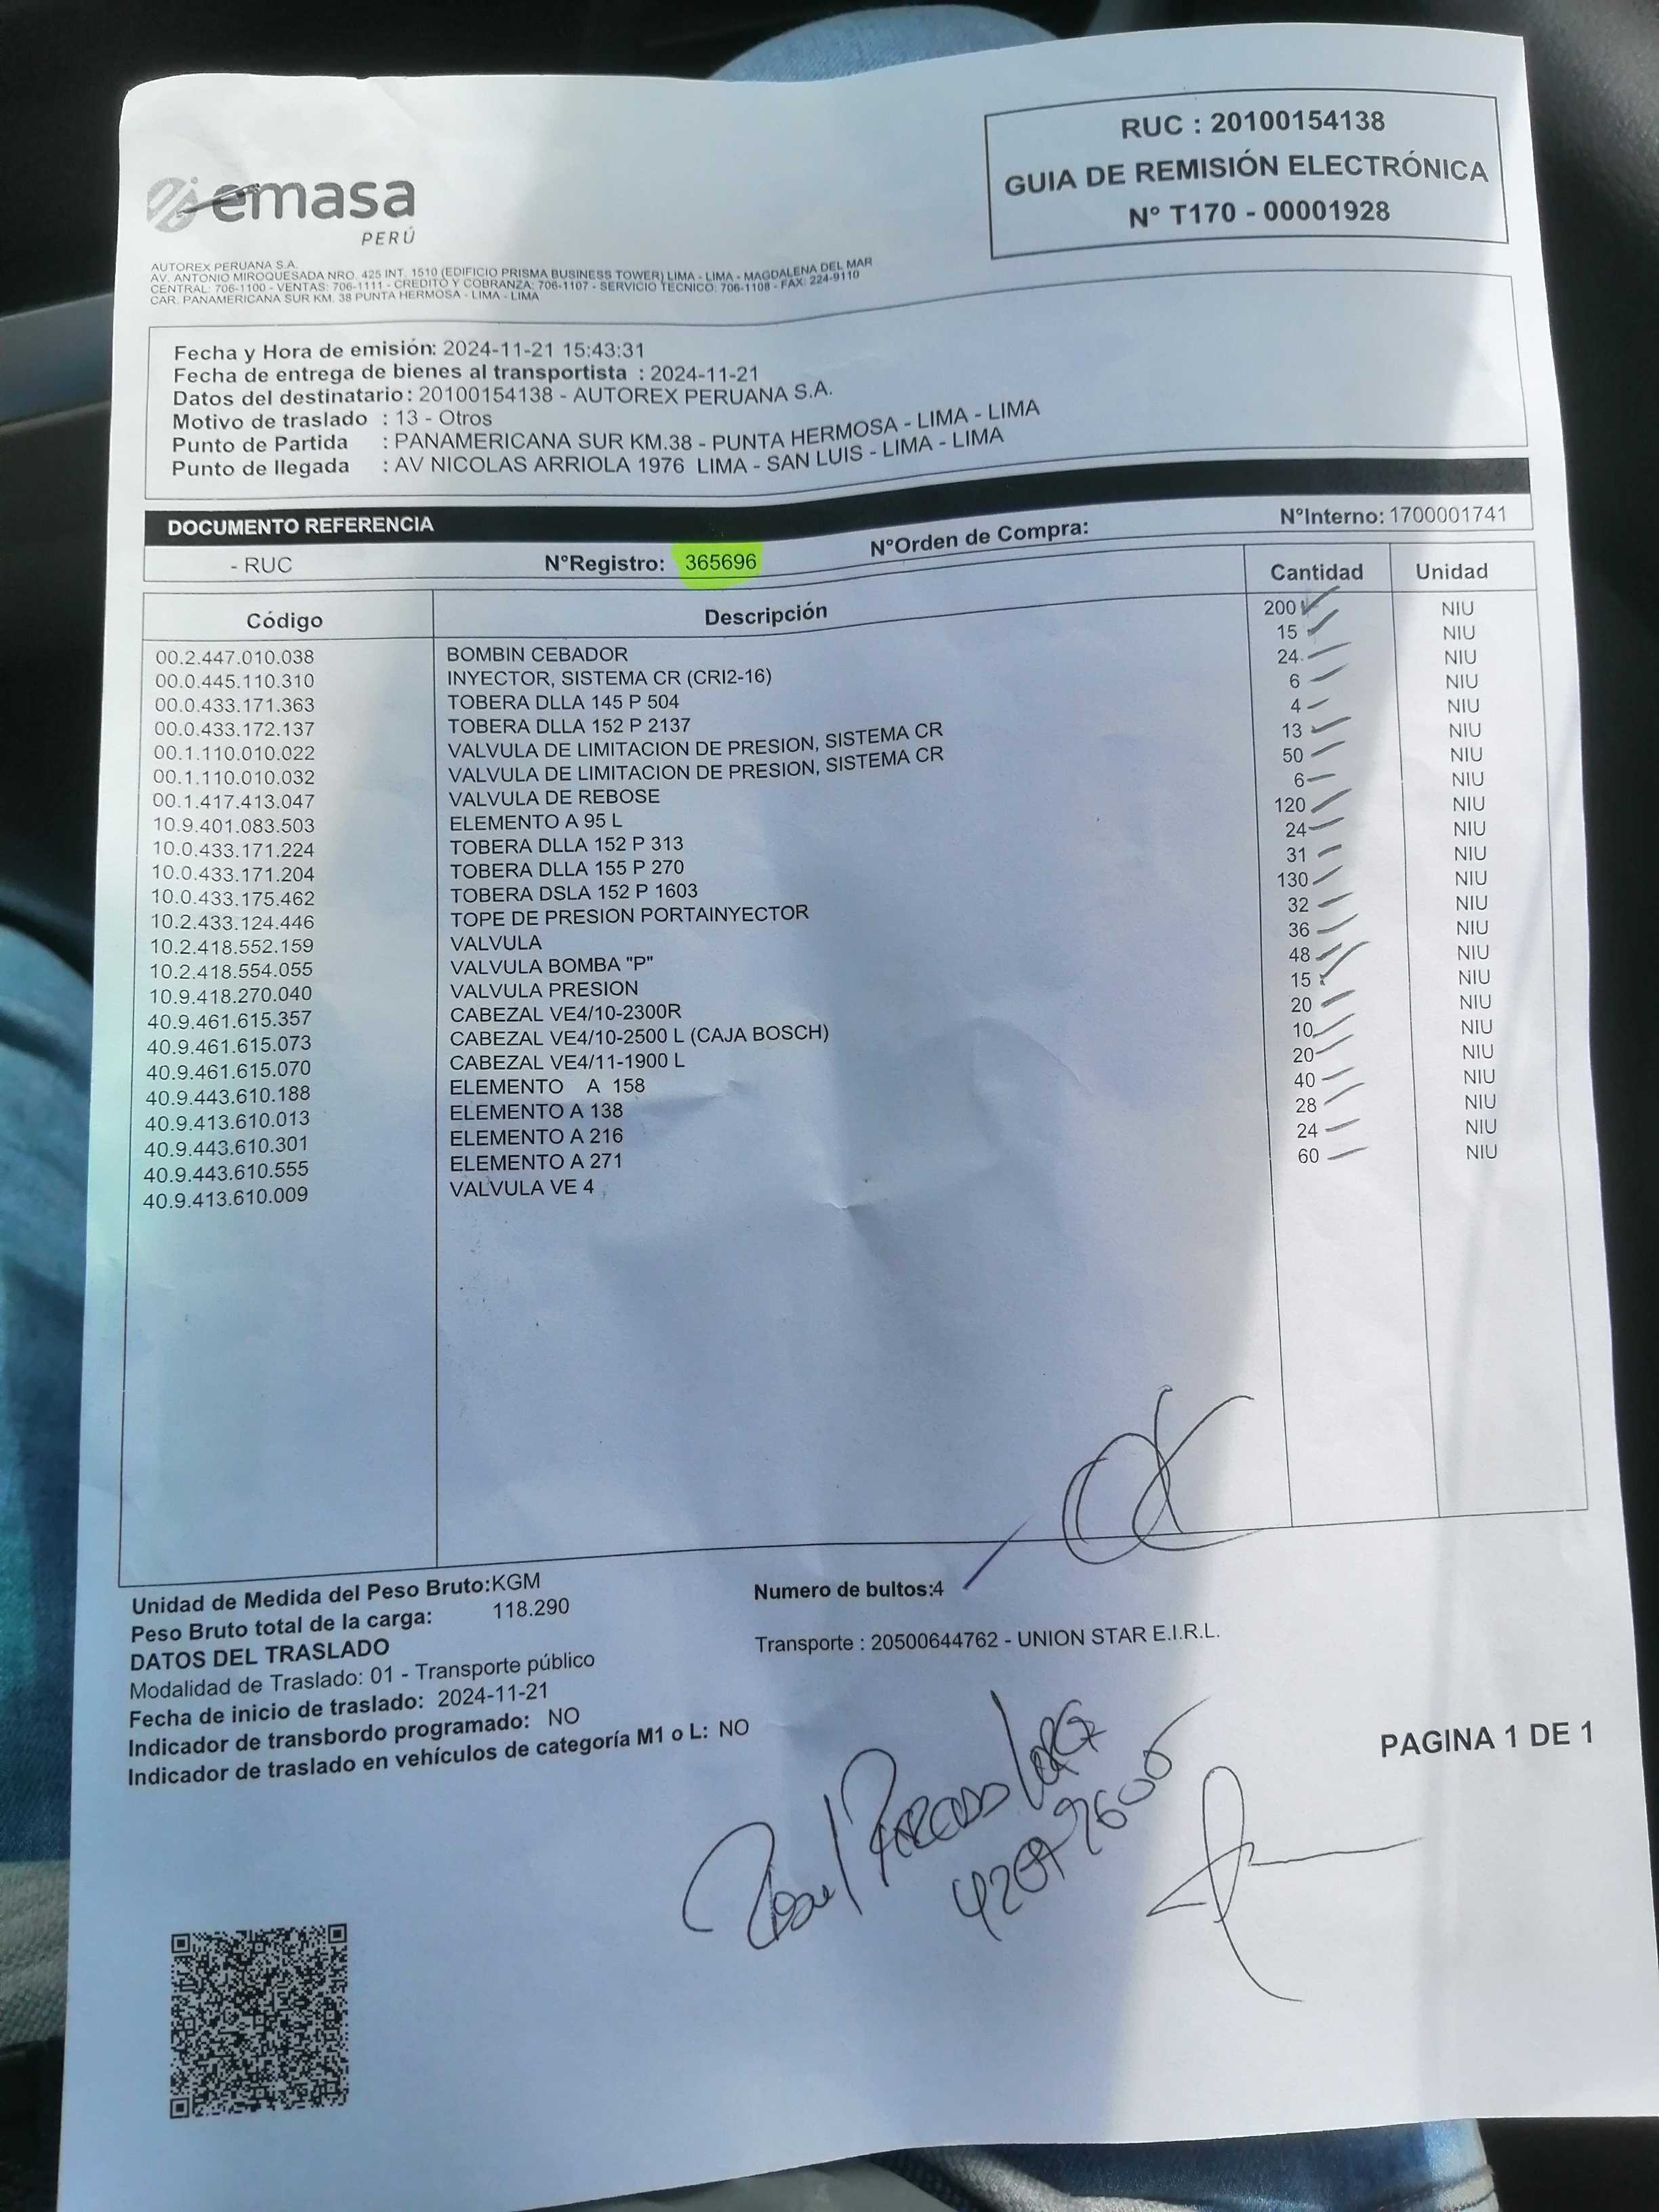 RUC : 20100154138
GUIA DE REMISIÓN ELECTRÓNICA
N° T170 - 00001928
emasa
PERÚ
AUTOREX PERUANA S.A.
AV. ANTONIO MIROQUESADA NRO. 425 INT. 1510 (EDIFICIO PRISMA BUSINESS TOWER) LIMA - LIMA - MAGDALENA DEL MAR
CENTRAL: 706-1100 - VENTAS: 706-1111 - CREDITO Y COBRANZA: 706-1107 - SERVICIO TECNICO: 706-1108 - FAX: 224-9110
CAR. PANAMERICANA SUR KM. 38 PUNTA HERMOSA - LIMA - LIMA
Fecha y Hora de emisión: 2024-11-21 15:43:31
Fecha de entrega de bienes al transportista : 2024-11-21
Datos del destinatario: 20100154138 - AUTOREX PERUANA S.A.
Motivo de traslado : 13 - Otros
Punto de Partida : PANAMERICANA SUR KM.38 - PUNTA HERMOSA - LIMA - LIMA
Punto de llegada : AV NICOLAS ARRIOLA 1976 LIMA - SAN LUIS - LIMA - LIMA
DOCUMENTO REFERENCIA
- RUC N°Registro: 365696 N°Orden de Compra: N°Interno: 1700001741
Código Descripción Cantidad Unidad
00.2.447.010.038 BOMBIN CEBADOR 200 NIU
00.0.445.110.310 INYECTOR, SISTEMA CR (CRI2-16) 15 NIU
00.0.433.171.363 TOBERA DLLA 145 P 504 24 NIU
00.0.433.172.137 TOBERA DLLA 152 P 2137 6 NIU
00.1.110.010.022 VALVULA DE LIMITACION DE PRESION, SISTEMA CR 4 NIU
00.1.110.010.032 VALVULA DE LIMITACION DE PRESION, SISTEMA CR 13 NIU
00.1.417.413.047 VALVULA DE REBOSE 50 NIU
10.9.401.083.503 ELEMENTO A 95 L 6 NIU
10.0.433.171.224 TOBERA DLLA 152 P 313 120 NIU
10.0.433.171.204 TOBERA DLLA 155 P 270 24 NIU
10.0.433.175.462 TOBERA DSLA 152 P 1603 31 NIU
10.2.433.124.446 TOPE DE PRESION PORTAINYECTOR 130 NIU
10.2.418.552.159 VALVULA 32 NIU
10.2.418.554.055 VALVULA BOMBA "P" 36 NIU
10.9.418.270.040 VALVULA PRESION 48 NIU
40.9.461.615.357 CABEZAL VE4/10-2300R 15 NIU
40.9.461.615.073 CABEZAL VE4/10-2500 L (CAJA BOSCH) 20 NIU
40.9.461.615.070 CABEZAL VE4/11-1900 L 10 NIU
40.9.443.610.188 ELEMENTO A 158 20 NIU
40.9.413.610.013 ELEMENTO A 138 40 NIU
40.9.443.610.301 ELEMENTO A 216 28 NIU
40.9.443.610.555 ELEMENTO A 271 24 NIU
40.9.413.610.009 VALVULA VE 4 60 NIU
OK
Unidad de Medida del Peso Bruto:KGM Numero de bultos:4
Peso Bruto total de la carga: 118.290
DATOS DEL TRASLADO Transporte : 20500644762 - UNION STAR E.I.R.L.
Modalidad de Traslado: 01 - Transporte público
Fecha de inicio de traslado: 2024-11-21
Indicador de transbordo programado: NO
Indicador de traslado en vehículos de categoría M1 o L: NO
PAGINA 1 DE 1